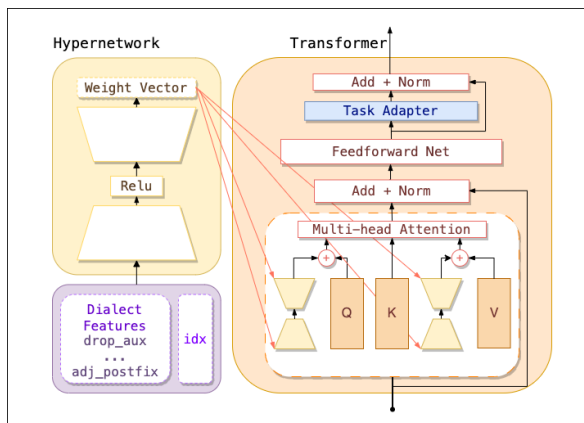 Hypernetwork
Weight Vector
Relu
Dialect
Features
drop_aux
...
adj_postfix
idx
Transformer
Add + Norm
Task Adapter
Feedforward Net
Add + Norm
Multi-head Attention
+
+
Q
K
V